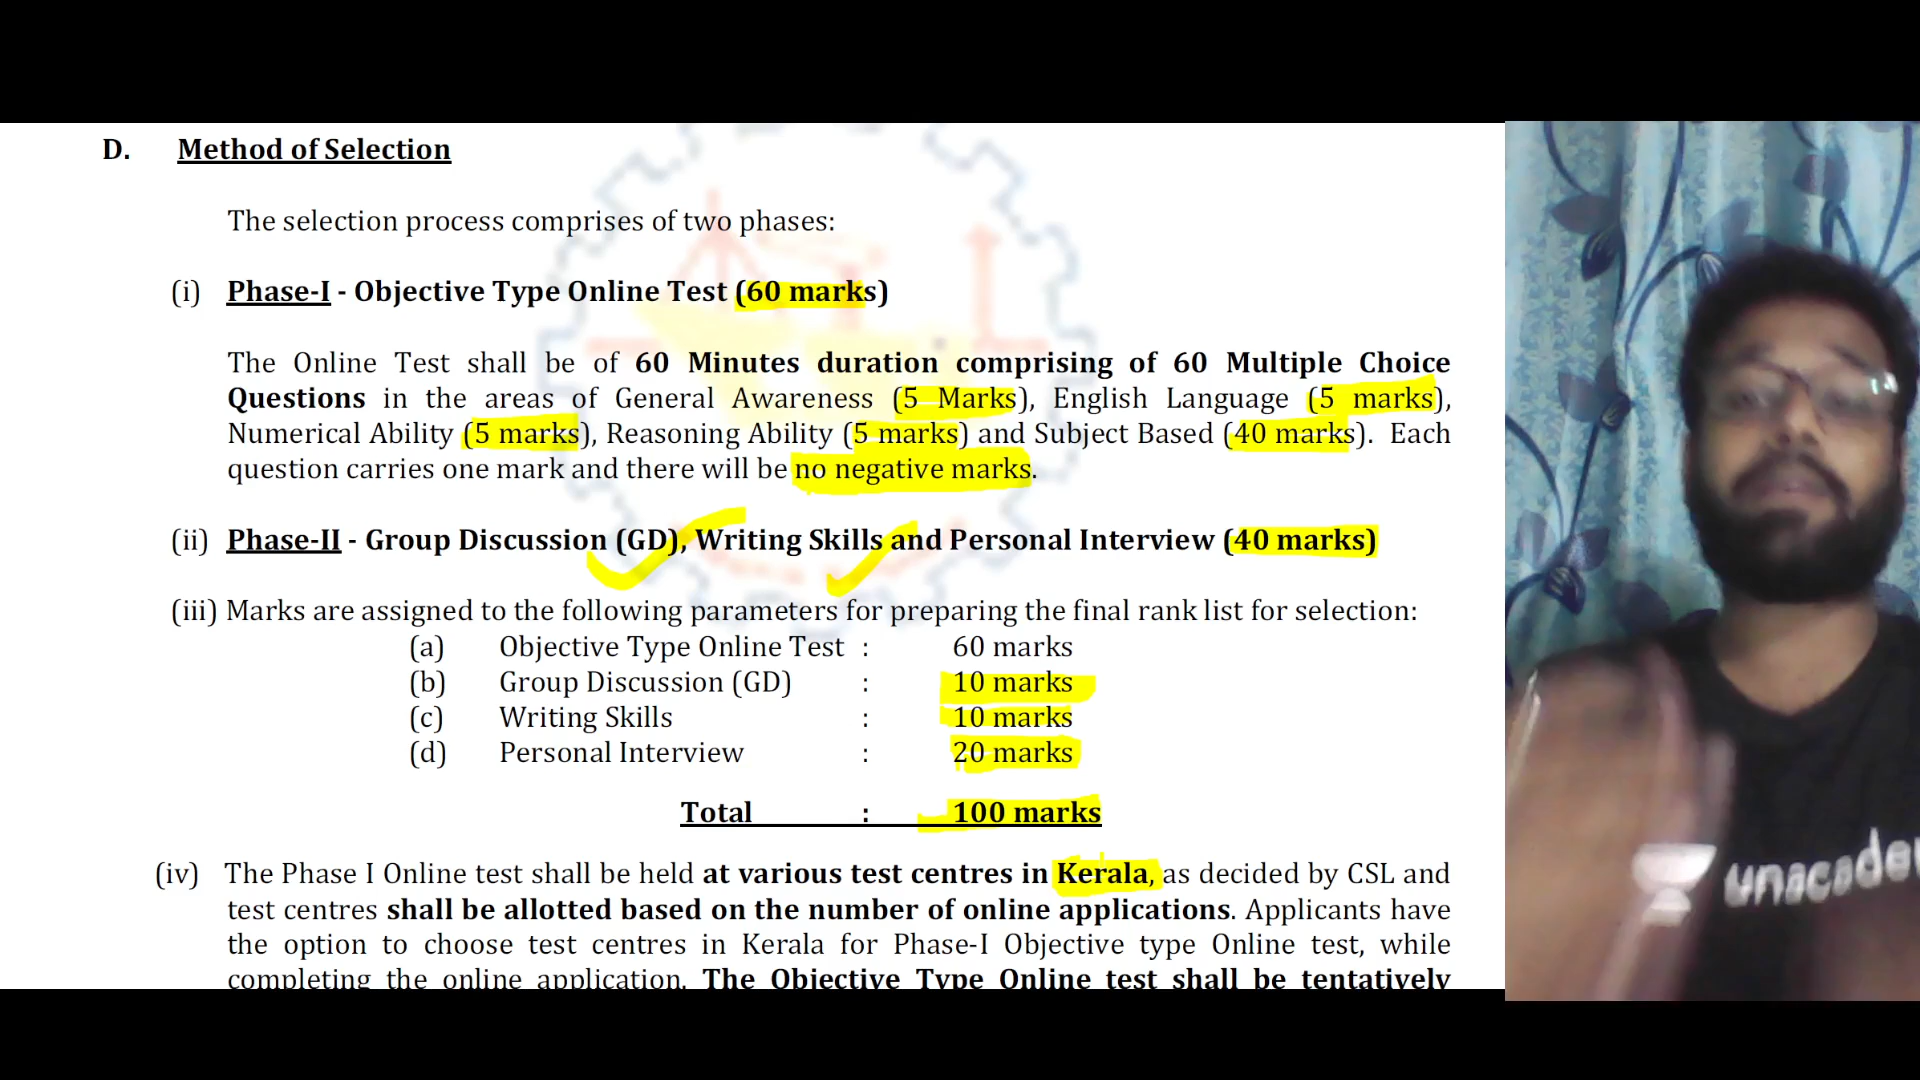 D. Method of Selection
The selection process comprises of two phases:
(i) Phase-I - Objective Type Online Test (60 marks)
The Online Test shall be of 60 Minutes duration comprising of 60 Multiple Choice
Questions in the areas of General Awareness (5 Marks), English Language (5 marks),
Numerical Ability (5 marks), Reasoning Ability (5 marks) and Subject Based (40 marks). Each
question carries one mark and there will be no negative marks.
(ii) Phase-II - Group Discussion (GD), Writing Skills and Personal Interview (40 marks)
(iii) Marks are assigned to the following parameters for preparing the final rank list for selection:
(a) Objective Type Online Test : 60 marks
(b) Group Discussion (GD) : 10 marks
(c) Writing Skills : 10 marks
(d) Personal Interview : 20 marks
Total : 100 marks
(iv) The Phase I Online test shall be held at various test centres in Kerala, as decided by CSL and
test centres shall be allotted based on the number of online applications. Applicants have
the option to choose test centres in Kerala for Phase-I Objective type Online test, while
completing the online application. The Objective Type Online test shall be tentatively